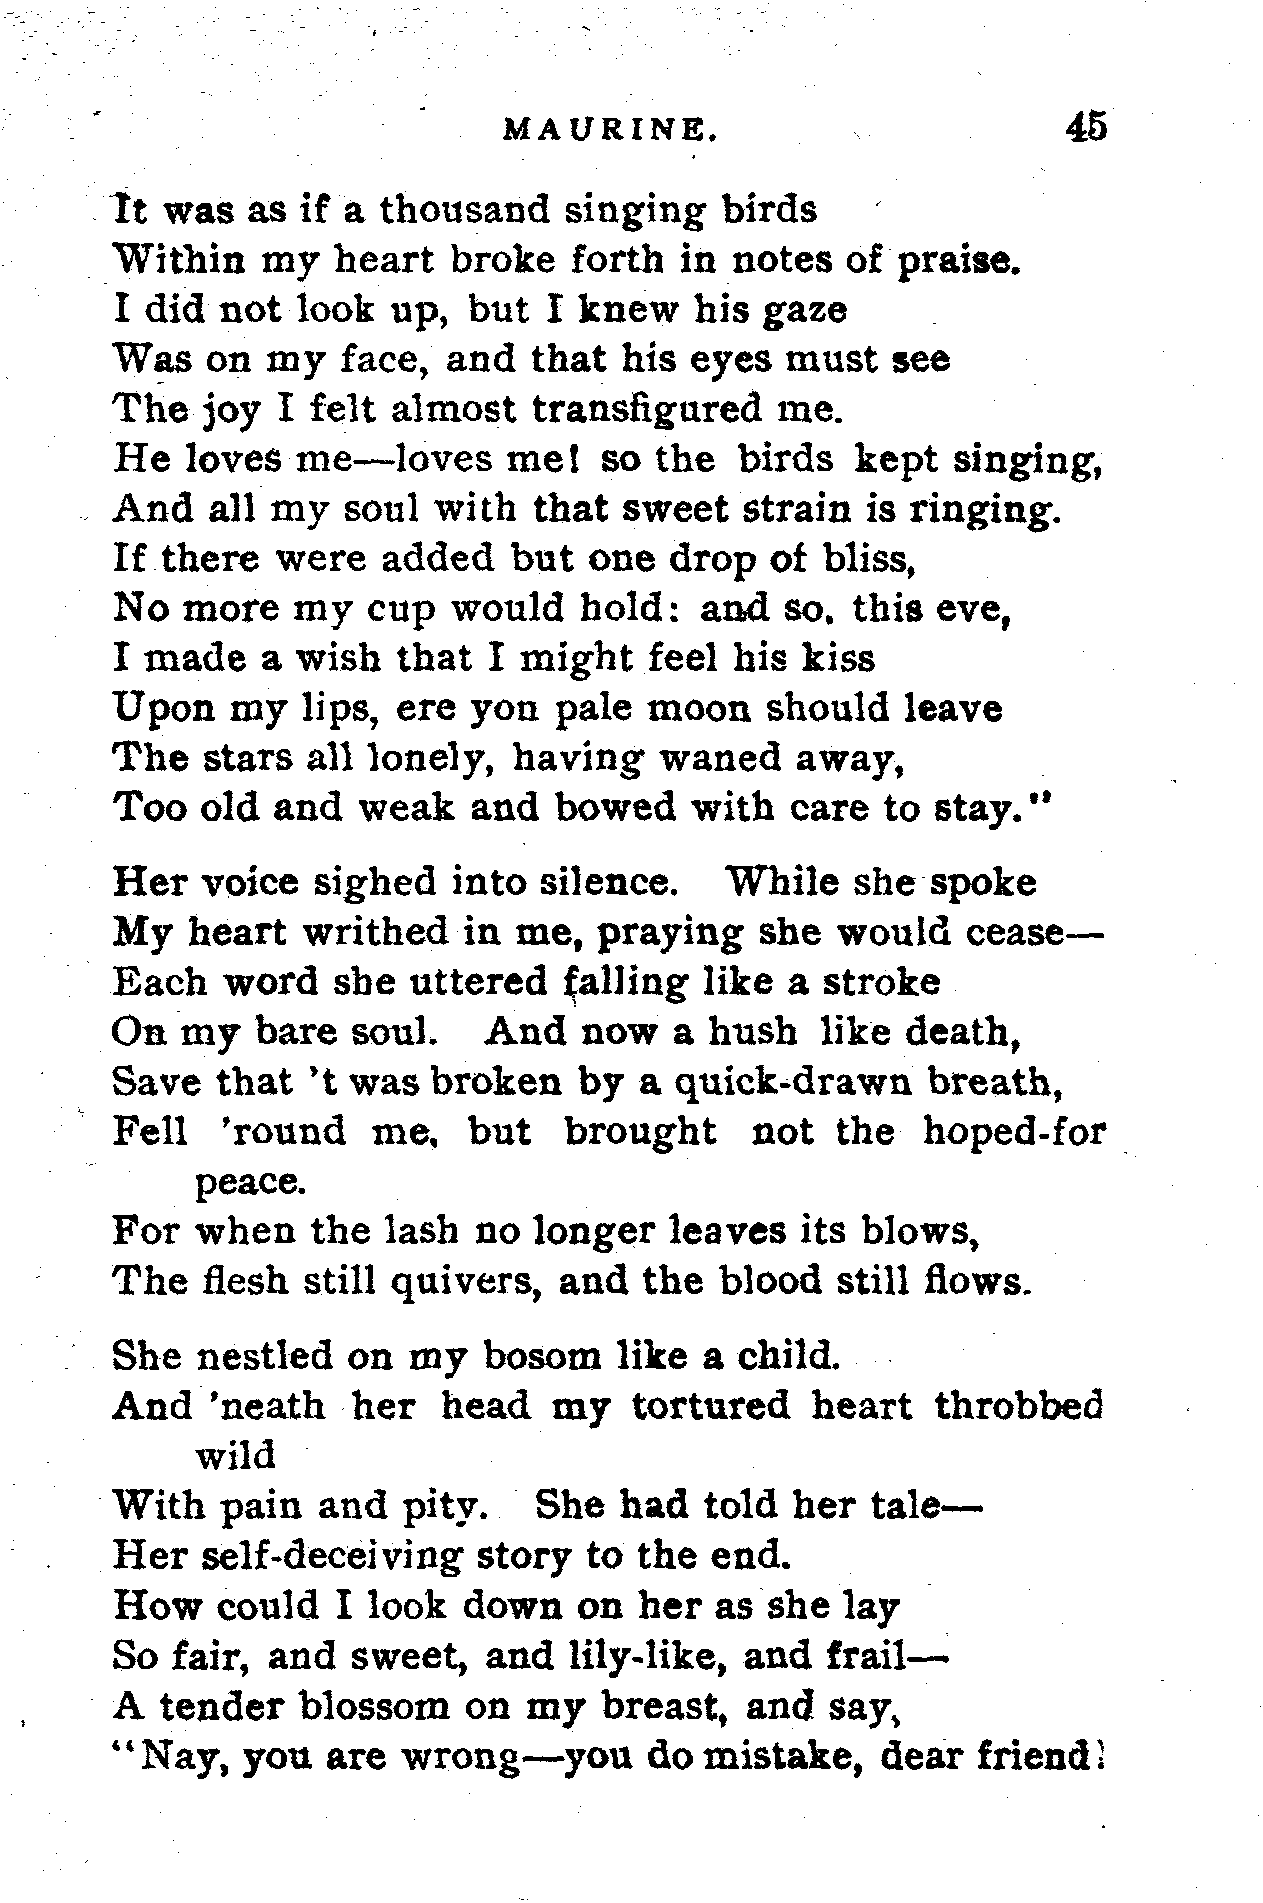 MAURINE. 45
It was as if a thousand singing birds
Within my heart broke forth in notes of praise.
I did not look up, but I knew his gaze
Was on my face, and that his eyes must see
The joy I felt almost transfigured me.
He loves me—loves me! so the birds kept singing,
And all my soul with that sweet strain is ringing.
If there were added but one drop of bliss,
No more my cup would hold: and so, this eve,
I made a wish that I might feel his kiss
Upon my lips, ere yon pale moon should leave
The stars all lonely, having waned away,
Too old and weak and bowed with care to stay."
Her voice sighed into silence. While she spoke
My heart writhed in me, praying she would cease—
Each word she uttered falling like a stroke
On my bare soul. And now a hush like death,
Save that 't was broken by a quick-drawn breath,
Fell 'round me, but brought not the hoped-for
peace.
For when the lash no longer leaves its blows,
The flesh still quivers, and the blood still flows.
She nestled on my bosom like a child.
And 'neath her head my tortured heart throbbed
wild
With pain and pity. She had told her tale—
Her self-deceiving story to the end.
How could I look down on her as she lay
So fair, and sweet, and lily-like, and frail—
A tender blossom on my breast, and say,
"Nay, you are wrong—you do mistake, dear friend!